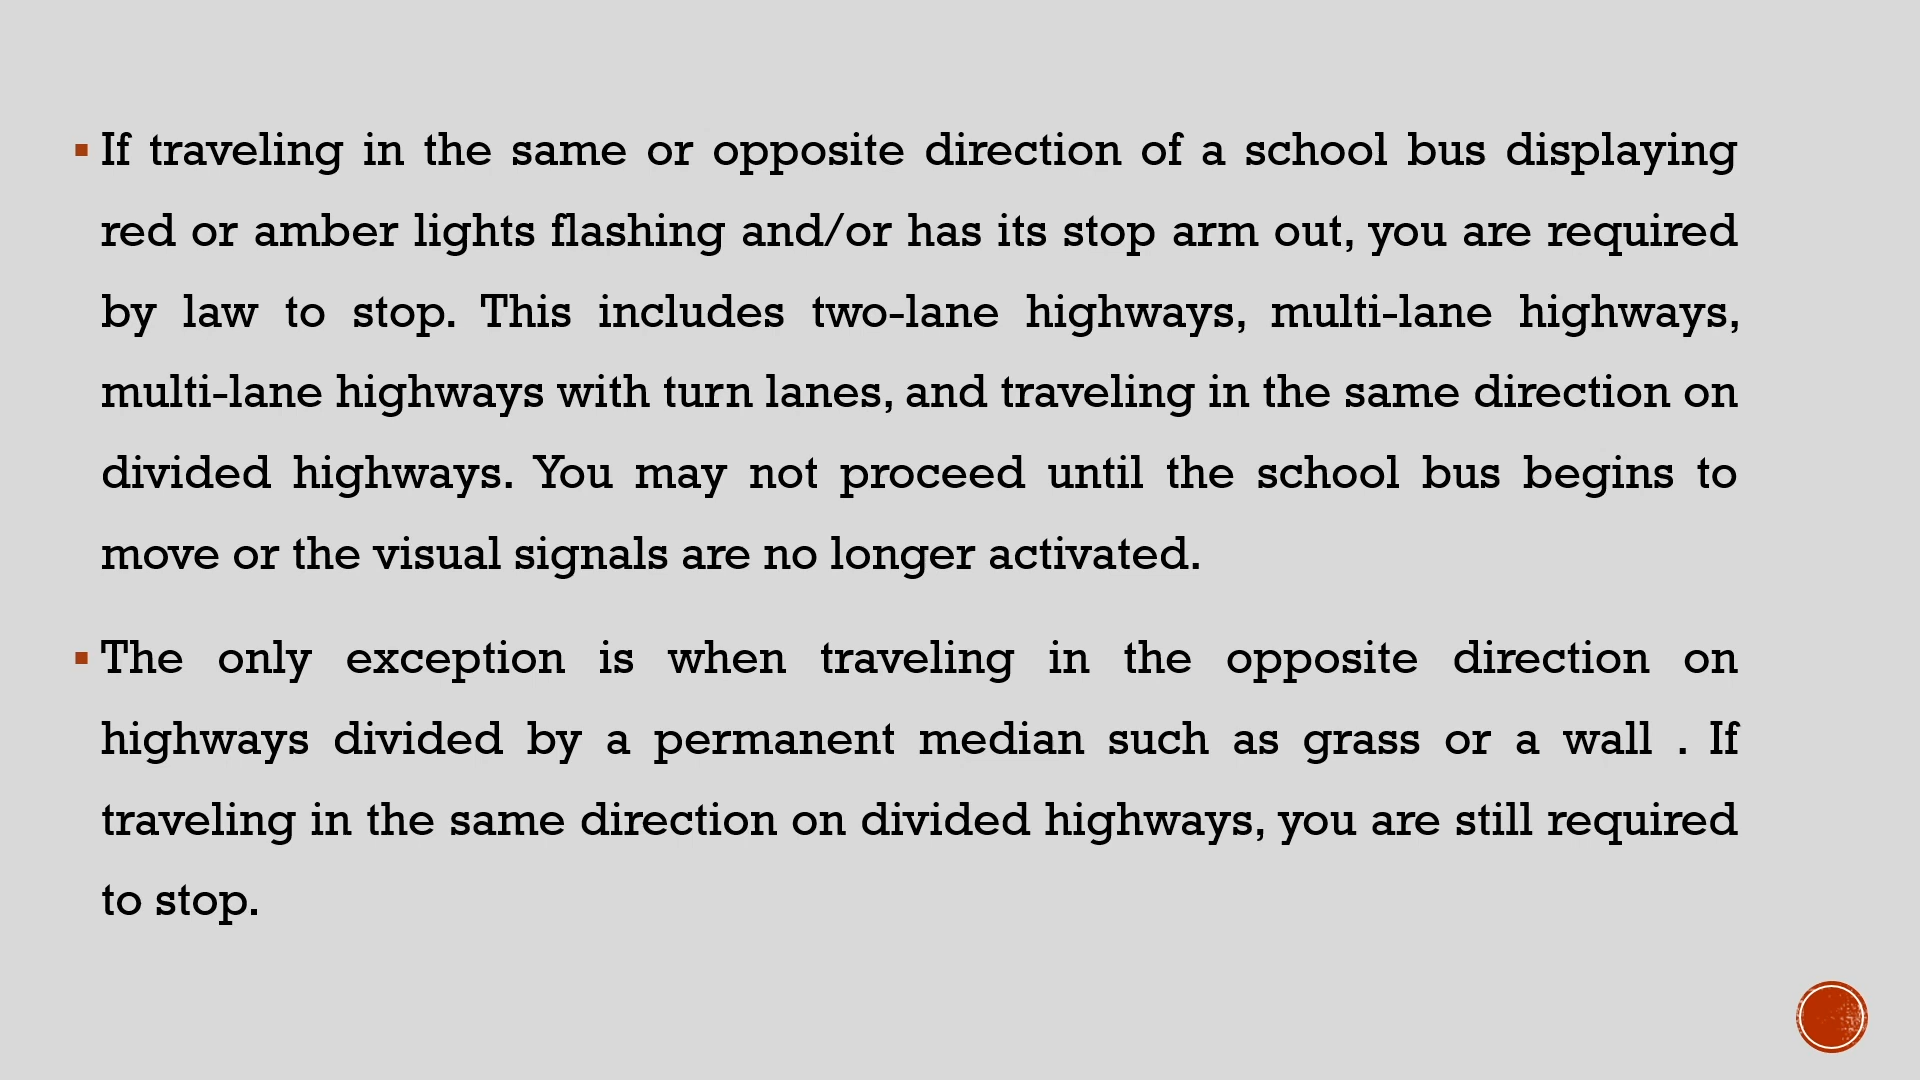 ▪ If traveling in the same or opposite direction of a school bus displaying
red or amber lights flashing and/or has its stop arm out, you are required
by law to stop. This includes two-lane highways, multi-lane highways,
multi-lane highways with turn lanes, and traveling in the same direction on
divided highways. You may not proceed until the school bus begins to
move or the visual signals are no longer activated.
▪ The only exception is when traveling in the opposite direction on
highways divided by a permanent median such as grass or a wall . If
traveling in the same direction on divided highways, you are still required
to stop.